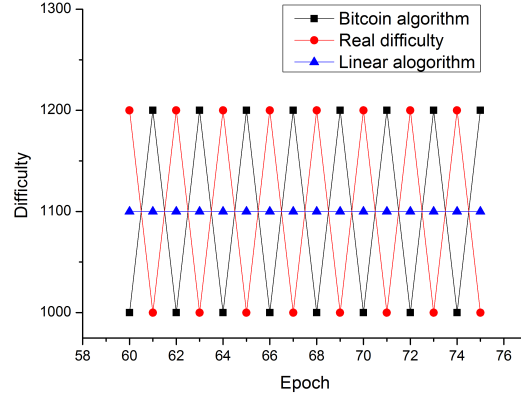 1300
Bitcoin algorithm
Real difficulty
Linear alogorithm
1200
Difficulty
1100
1000
58 60 62 64 66 68 70 72 74 76
Epoch